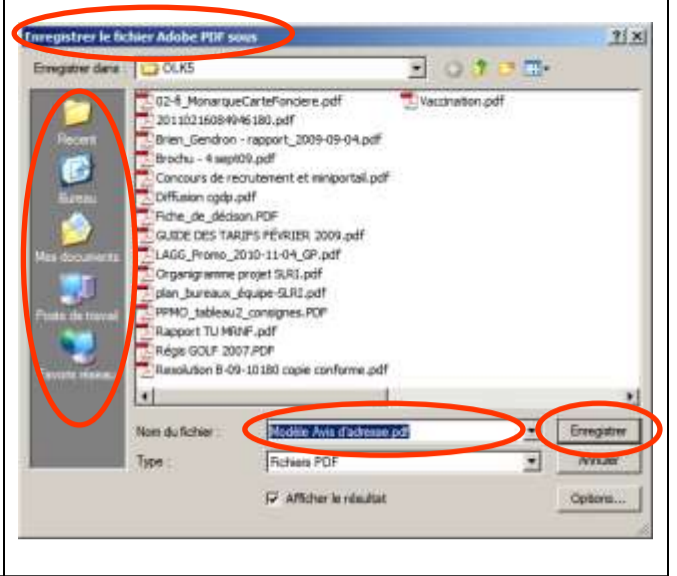 Enregistrer le fichier Adobe PDF sous
Enregistrer dans : OLK5
Recent
Bureau
Mes documents
Poste de travail
Favoris réseau
02-fi_MonarqueCarteFonciere.pdf
20110216084946180.pdf
Brien_Gendron - rapport_2009-09-04.pdf
Brochu - 4 sept09.pdf
Concours de recrutement et miniportail.pdf
Diffusion cgdp.pdf
Fiche_de_décison.PDF
GUIDE DES TARIFS FÉVRIER 2009.pdf
LAGG_Promo_2010-11-04_GP.pdf
Organigramme projet SLRI.pdf
plan_bureaux_équipe-SLRI.pdf
PPMO_tableau2_consignes.PDF
Rapport TU MRNF.pdf
Régis GOLF 2007.PDF
Resolution B-09-10180 copie conforme.pdf
Vaccination.pdf
Nom du fichier : Modèle Avis d'adresse.pdf Enregistrer
Type : Fichiers PDF Annuler
Afficher le résultat Options...